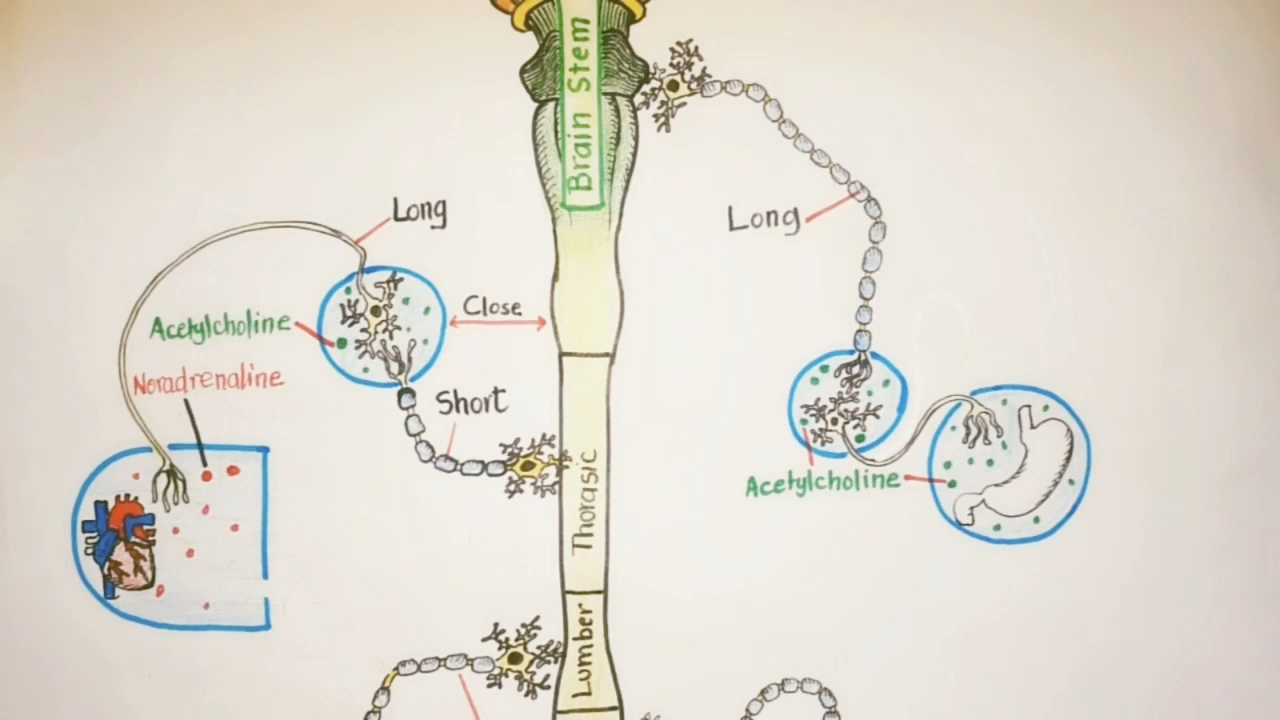 Brain Stem
Long
Long
Close
Acetylcholine
Noradrenaline
Short
Thorasic
Acetylcholine
Lumber